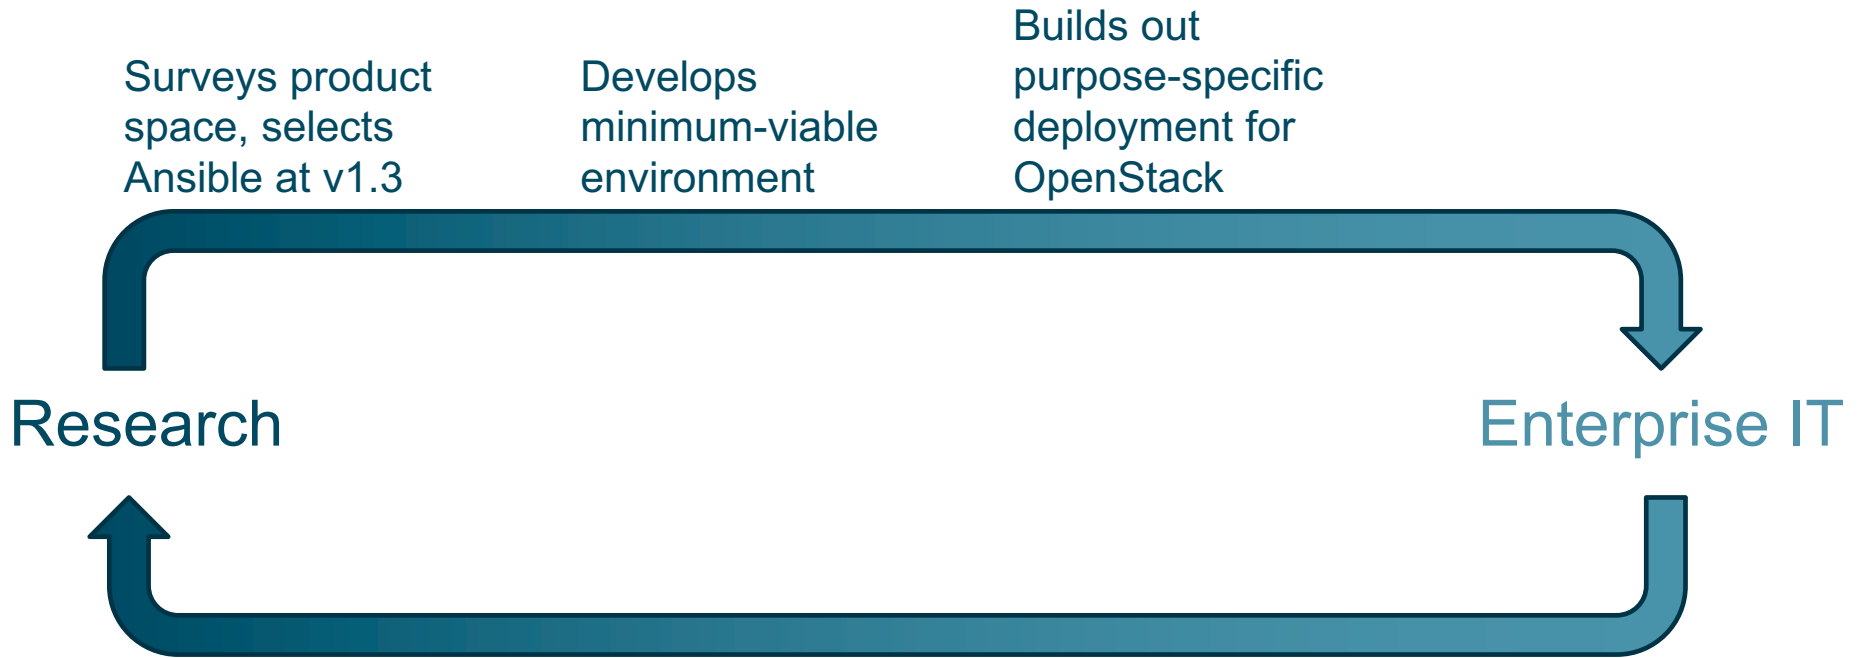 Surveys product
space, selects
Ansible at v1.3
Develops
minimum-viable
environment
Builds out
purpose-specific
deployment for
OpenStack
Research
Enterprise IT